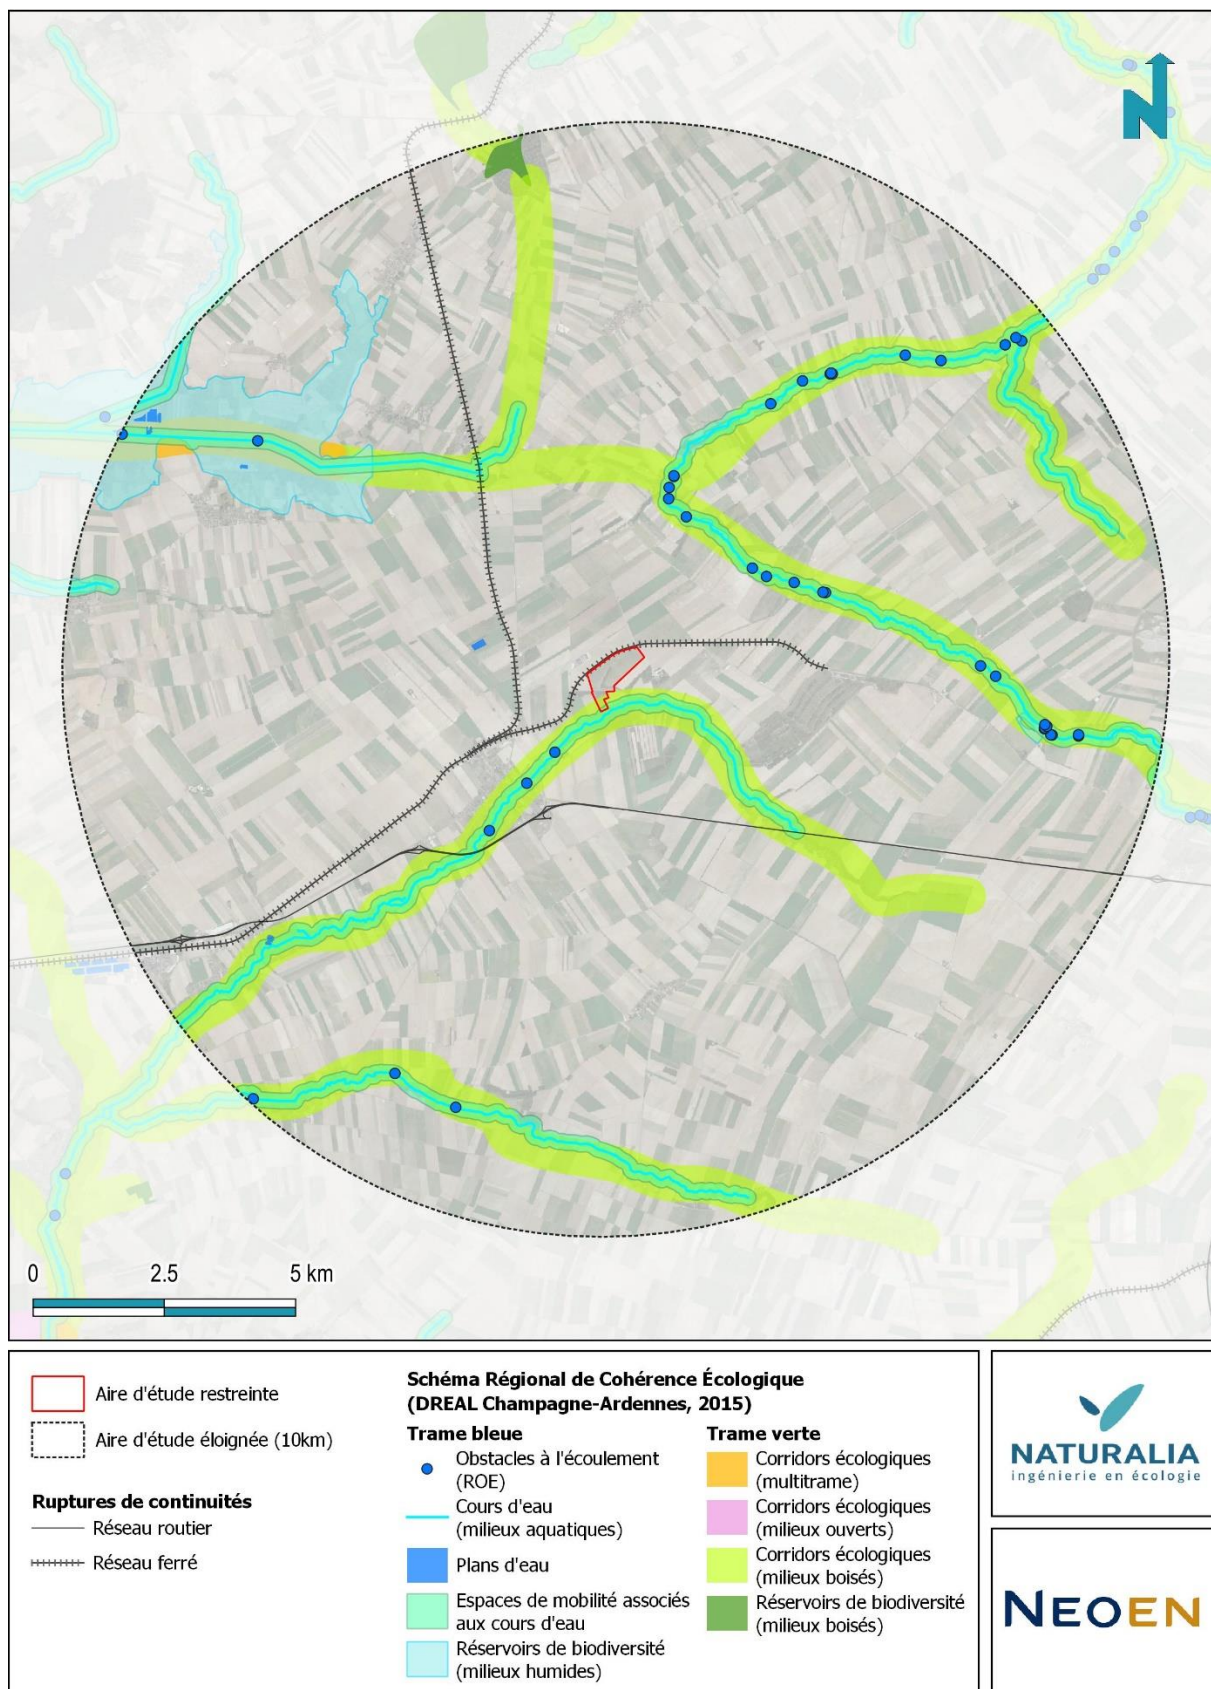 N
0 2.5 5 km
Aire d'étude restreinte
Aire d'étude éloignée (10km)
Ruptures de continuités
Réseau routier
Réseau ferré
Schéma Régional de Cohérence Écologique
(DREAL Champagne-Ardennes, 2015)
Trame bleue
Obstacles à l'écoulement
(ROE)
Cours d'eau
(milieux aquatiques)
Plans d'eau
Espaces de mobilité associés
aux cours d'eau
Réservoirs de biodiversité
(milieux humides)
Trame verte
Corridors écologiques
(multitrame)
Corridors écologiques
(milieux ouverts)
Corridors écologiques
(milieux boisés)
Réservoirs de biodiversité
(milieux boisés)
NATURALIA
ingénierie en écologie
NEOEN